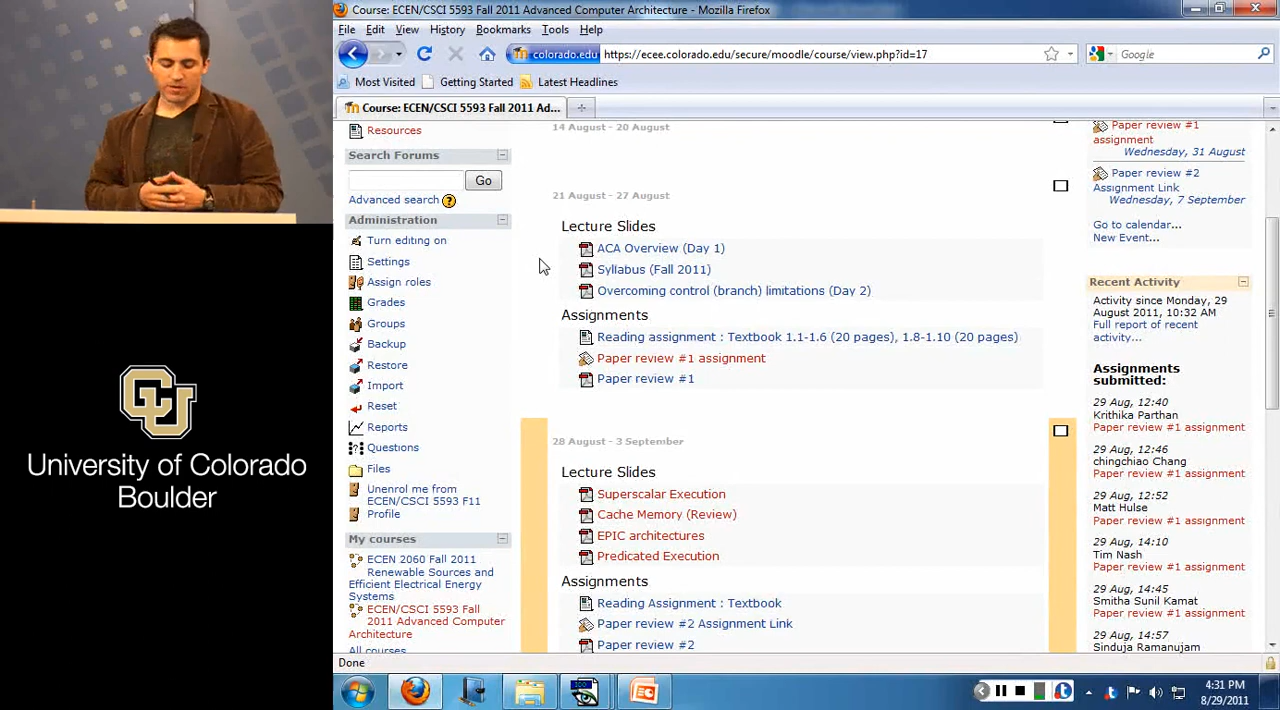 Course: ECEN/CSCI 5593 Fall 2011 Advanced Computer Architecture - Mozilla Firefox
File Edit View History Bookmarks Tools Help
colorado.edu https://ecee.colorado.edu/secure/moodle/course/view.php?id=17
Google
Most Visited Getting Started Latest Headlines
Course: ECEN/CSCI 5593 Fall 2011 Ad...
Resources
Search Forums
Go
Advanced search ?
Administration
Turn editing on
Settings
Assign roles
Grades
Groups
Backup
Restore
Import
Reset
Reports
Questions
Files
Unenrol me from
ECEN/CSCI 5593 F11
Profile
My courses
ECEN 2060 Fall 2011
Renewable Sources and
Efficient Electrical Energy
Systems
ECEN/CSCI 5593 Fall
2011 Advanced Computer
Architecture
All courses
14 August - 20 August
21 August - 27 August
Lecture Slides
ACA Overview (Day 1)
Syllabus (Fall 2011)
Overcoming control (branch) limitations (Day 2)
Assignments
Reading assignment : Textbook 1.1-1.6 (20 pages), 1.8-1.10 (20 pages)
Paper review #1 assignment
Paper review #1
28 August - 3 September
Lecture Slides
Superscalar Execution
Cache Memory (Review)
EPIC architectures
Predicated Execution
Assignments
Reading Assignment : Textbook
Paper review #2 Assignment Link
Paper review #2
Paper review #1
assignment
Wednesday, 31 August
Paper review #2
Assignment Link
Wednesday, 7 September
Go to calendar...
New Event...
Recent Activity
Activity since Monday, 29
August 2011, 10:32 AM
Full report of recent
activity...
Assignments
submitted:
29 Aug, 12:40
Krithika Parthan
Paper review #1 assignment
29 Aug, 12:46
chingchiao Chang
Paper review #1 assignment
29 Aug, 12:52
Matt Hulse
Paper review #1 assignment
29 Aug, 14:10
Tim Nash
Paper review #1 assignment
29 Aug, 14:45
Smitha Sunil Kamat
Paper review #1 assignment
29 Aug, 14:57
Sinduja Ramanujam
Done
4:31 PM
8/29/2011
CU
University of Colorado
Boulder